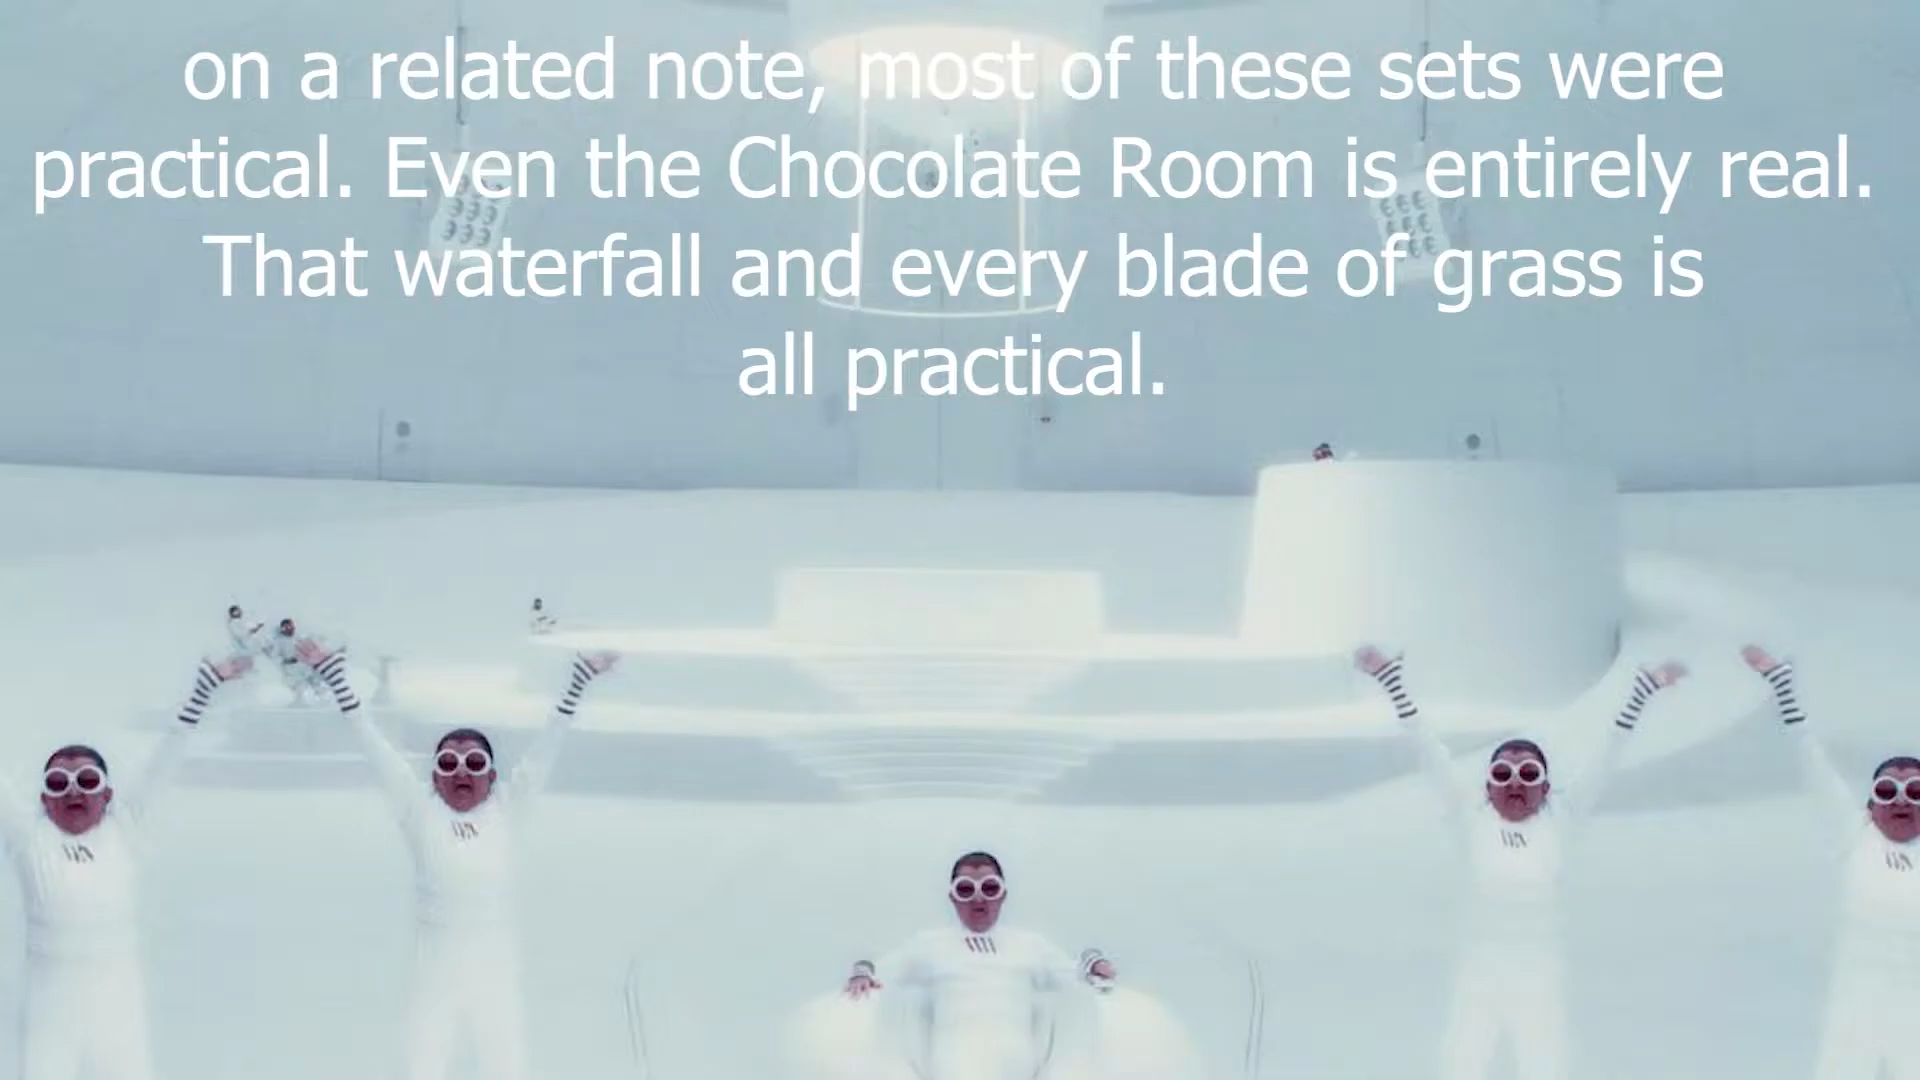 on a related note, most of these sets were
practical. Even the Chocolate Room is entirely real.
That waterfall and every blade of grass is
all practical.